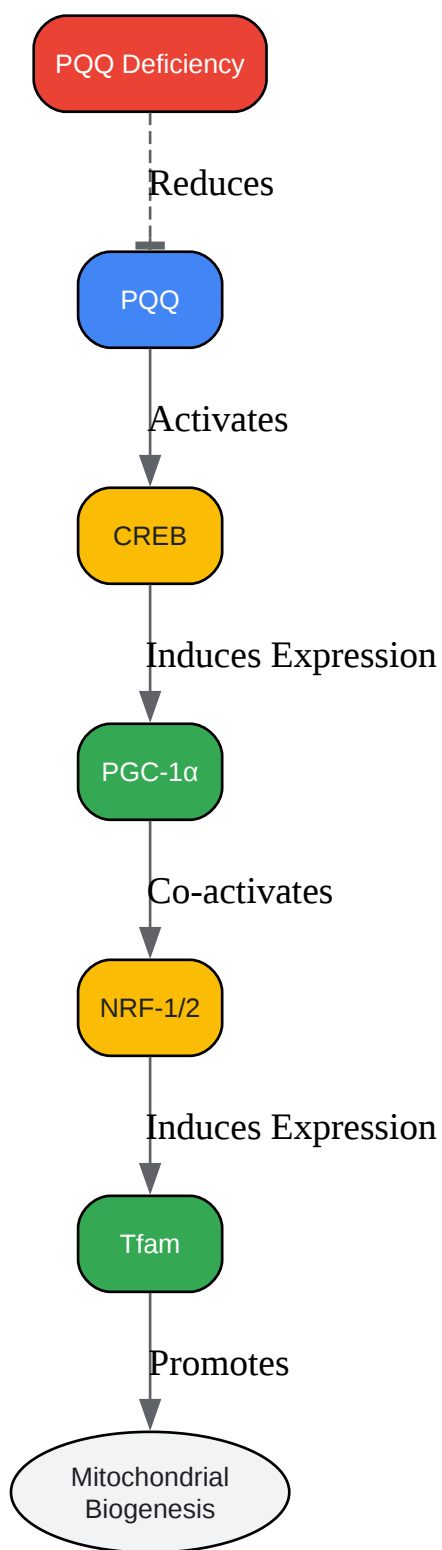 PQQ Deficiency
Reduces
PQQ
Activates
CREB
Induces Expression
PGC-1α
Co-activates
NRF-1/2
Induces Expression
Tfam
Promotes
Mitochondrial
Biogenesis